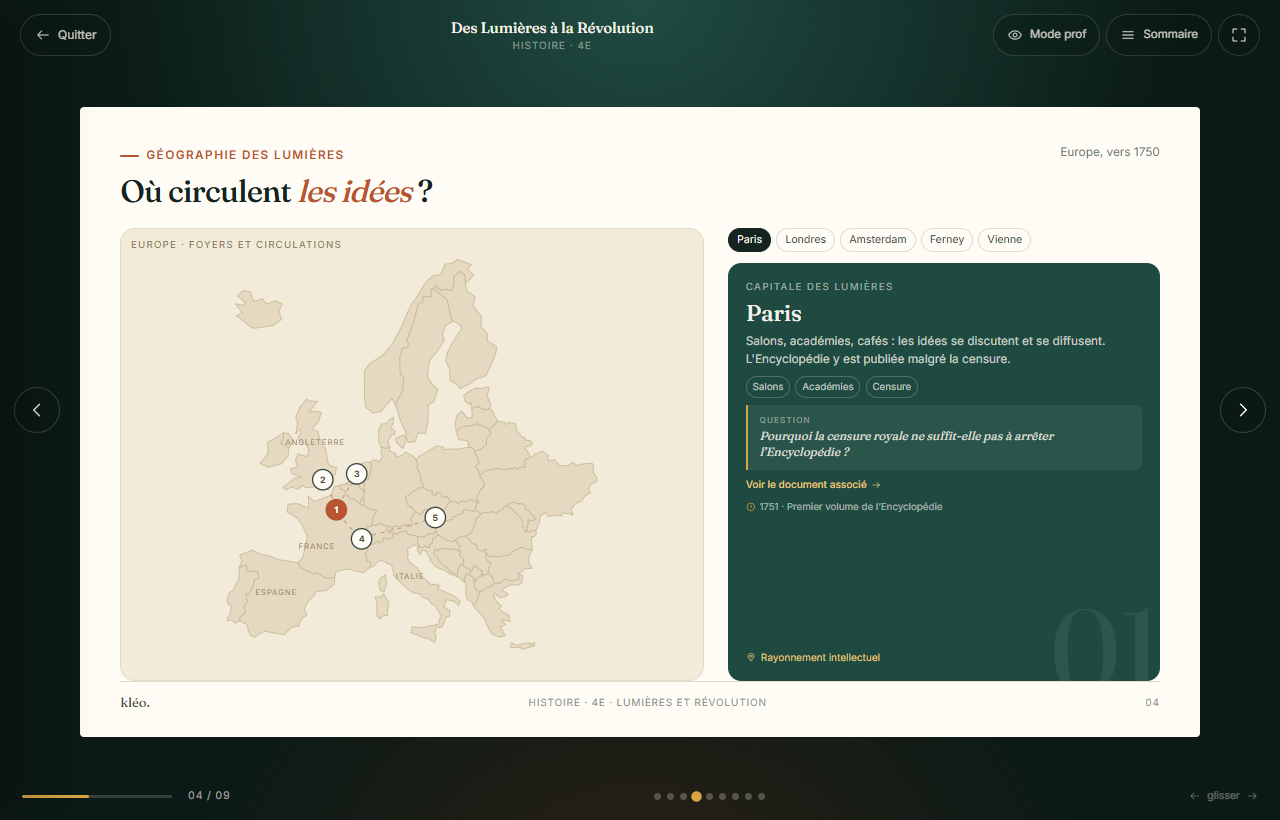 Quitter
Des Lumières à la Révolution
HISTOIRE · 4E
Mode prof
Sommaire
GÉOGRAPHIE DES LUMIÈRES
Europe, vers 1750
Où circulent les idées ?
EUROPE · FOYERS ET CIRCULATIONS
ANGLETERRE
2
3
1
5
4
FRANCE
ITALIE
ESPAGNE
Paris
Londres
Amsterdam
Ferney
Vienne
CAPITALE DES LUMIÈRES
Paris
Salons, académies, cafés : les idées se discutent et se diffusent.
L'Encyclopédie y est publiée malgré la censure.
Salons
Académies
Censure
QUESTION
Pourquoi la censure royale ne suffit-elle pas à arrêter
l'Encyclopédie ?
Voir le document associé →
1751 · Premier volume de l'Encyclopédie
Rayonnement intellectuel
01
kléo.
HISTOIRE · 4E · LUMIÈRES ET RÉVOLUTION
04
04 / 09
← glisser →